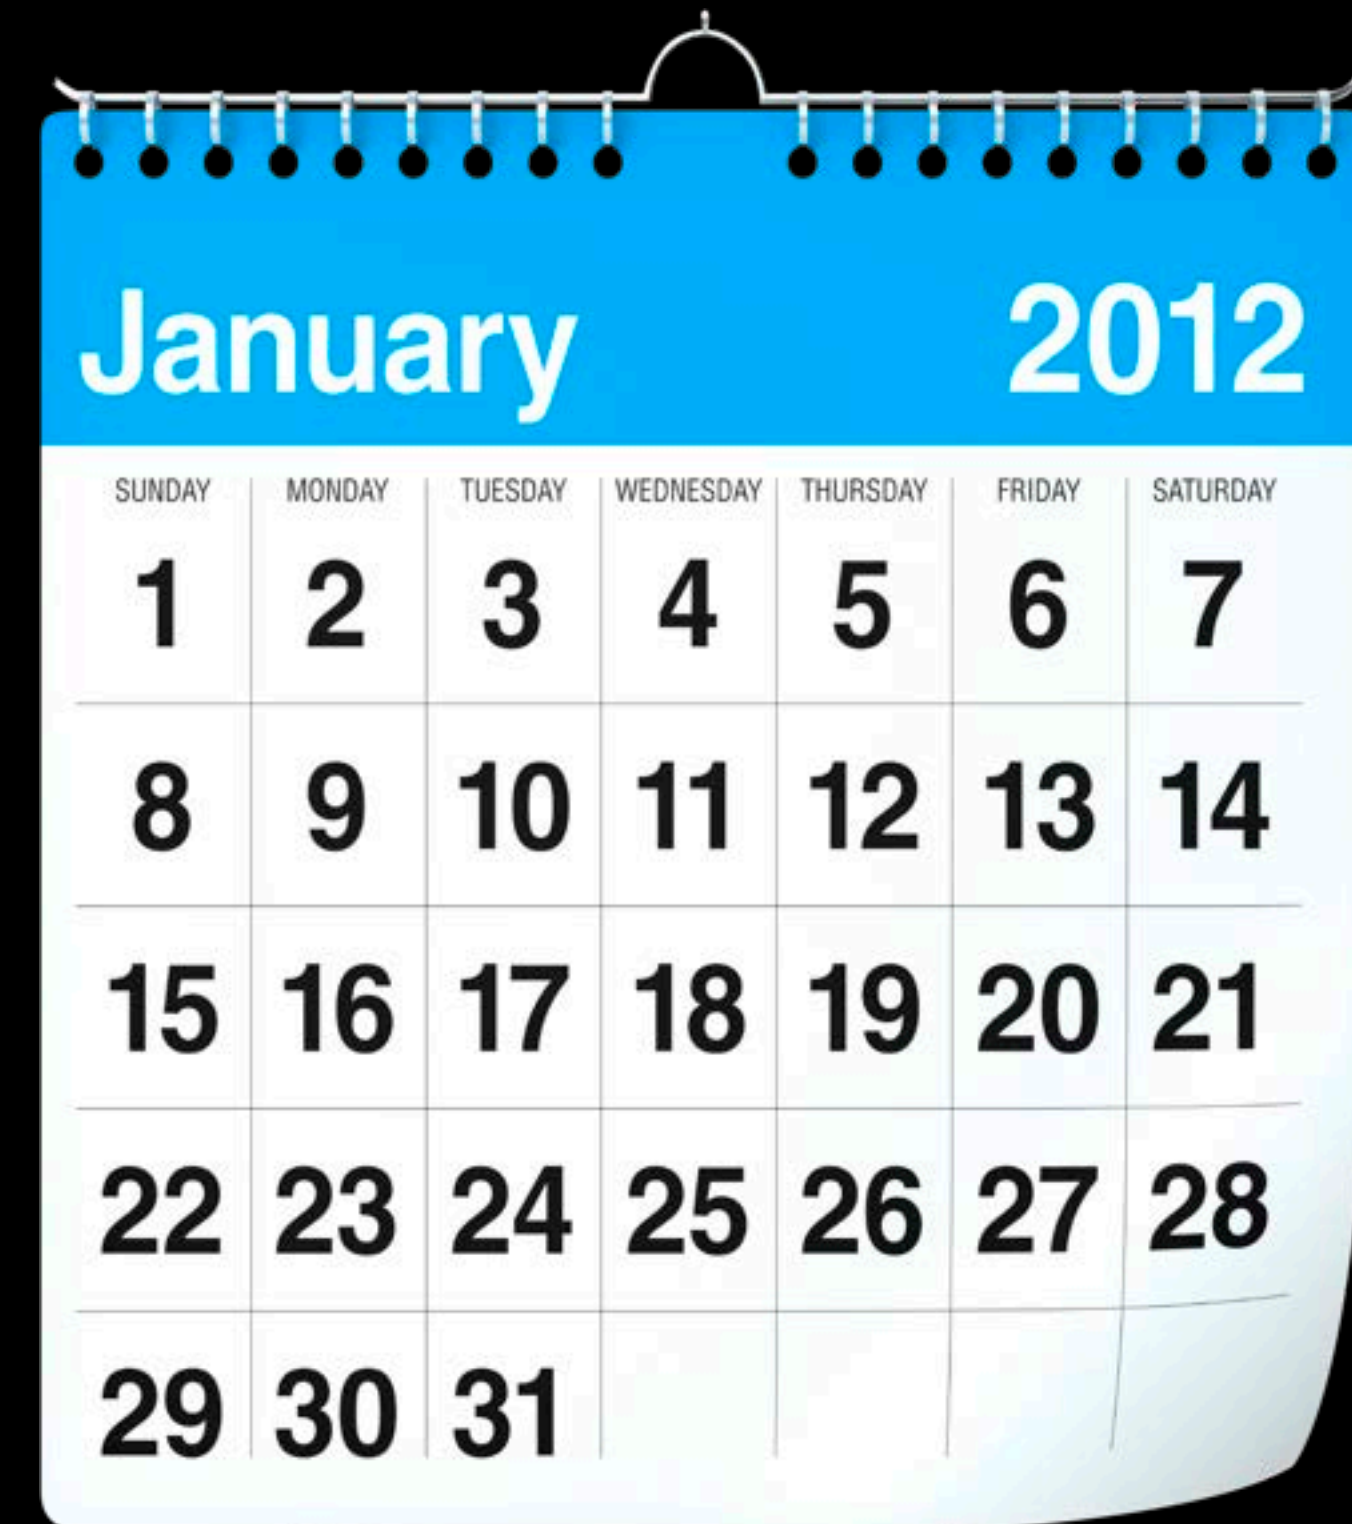 January 2012
SUNDAY MONDAY TUESDAY WEDNESDAY THURSDAY FRIDAY SATURDAY
1 2 3 4 5 6 7
8 9 10 11 12 13 14
15 16 17 18 19 20 21
22 23 24 25 26 27 28
29 30 31